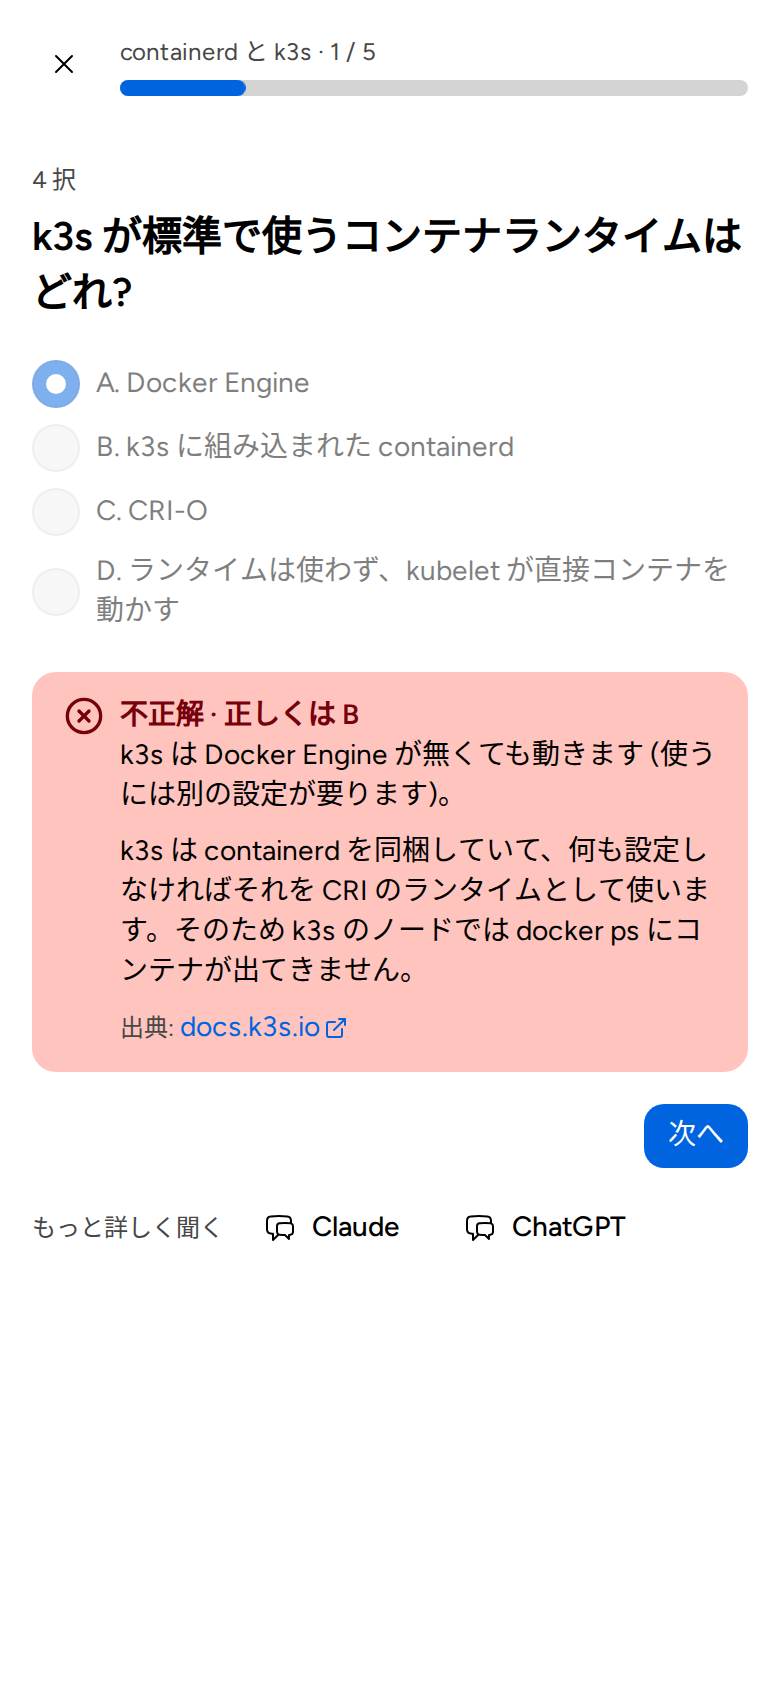 containerd と k3s · 1 / 5
4 択
k3s が標準で使うコンテナランタイムは
どれ?
A. Docker Engine
B. k3s に組み込まれた containerd
C. CRI-O
D. ランタイムは使わず、kubelet が直接コンテナを
動かす
不正解 · 正しくは B
k3s は Docker Engine が無くても動きます (使う
には別の設定が要ります)。
k3s は containerd を同梱していて、何も設定し
なければそれを CRI のランタイムとして使いま
す。そのため k3s のノードでは docker ps にコ
ンテナが出てきません。
出典: docs.k3s.io
次へ
もっと詳しく聞く Claude ChatGPT